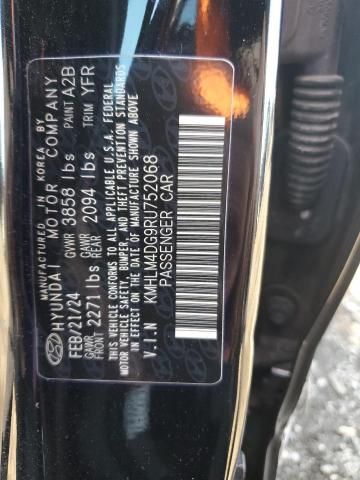 MANUFACTURED IN KOREA BY
HYUNDAI MOTOR COMPANY
FEB/21/24 GVWR 3858 lbs PAINT A2B
GAWR FRONT 2271 lbs GAWR REAR 2094 lbs TRIM YFR
THIS VEHICLE CONFORMS TO ALL APPLICABLE U.S.A. FEDERAL
MOTOR VEHICLE SAFETY, BUMPER, AND THEFT PREVENTION STANDARDS
IN EFFECT ON THE DATE OF MANUFACTURE SHOWN ABOVE.
V.I.N KMHLM4DG9RU752068
PASSENGER CAR